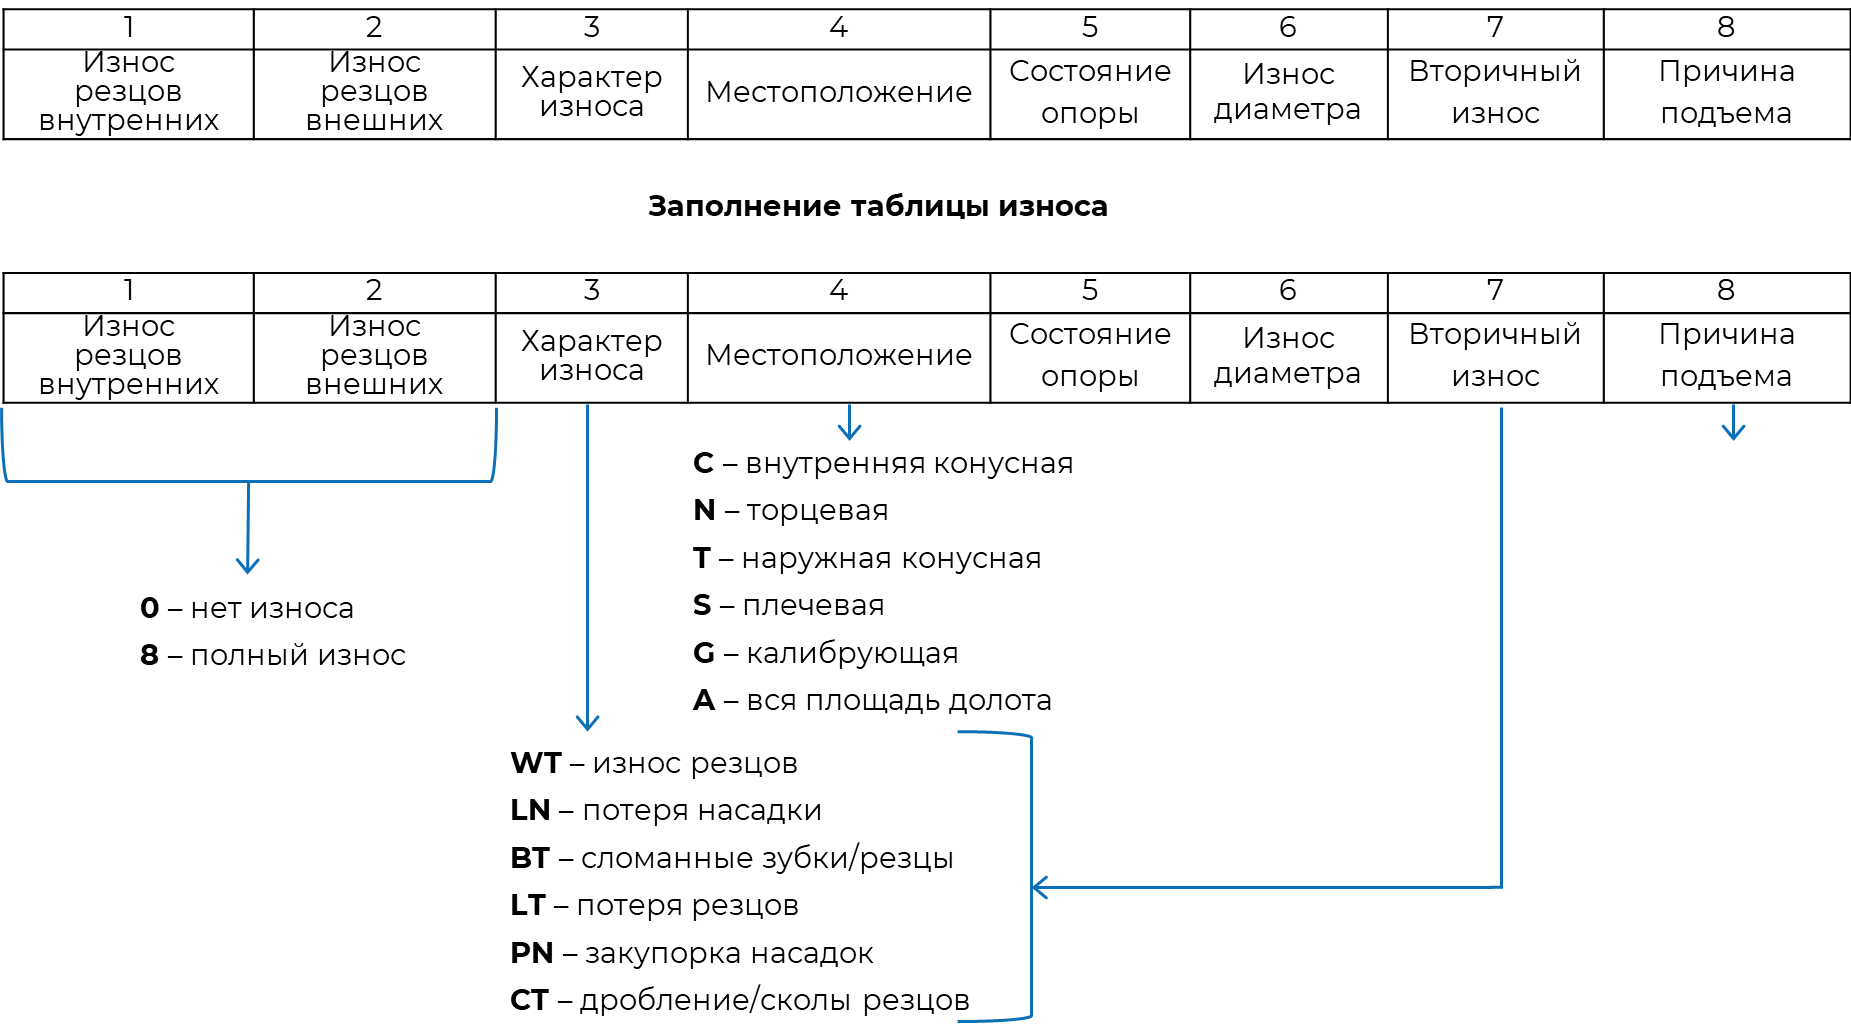 1 2 3 4 5 6 7 8
Износ резцов внутренних
Износ резцов внешних
Характер износа
Местоположение
Состояние опоры
Износ диаметра
Вторичный износ
Причина подъема
Заполнение таблицы износа
1 2 3 4 5 6 7 8
Износ резцов внутренних
Износ резцов внешних
Характер износа
Местоположение
Состояние опоры
Износ диаметра
Вторичный износ
Причина подъема
0 – нет износа
8 – полный износ
C – внутренняя конусная
N – торцевая
T – наружная конусная
S – плечевая
G – калибрующая
A – вся площадь долота
WT – износ резцов
LN – потеря насадки
BT – сломанные зубки/резцы
LT – потеря резцов
PN – закупорка насадок
CT – дробление/сколы резцов